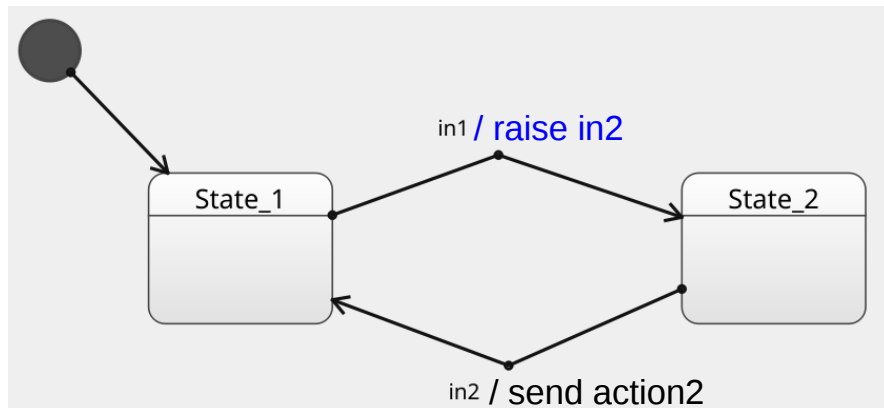 in1 / raise in2
State_1
State_2
in2 / send action2